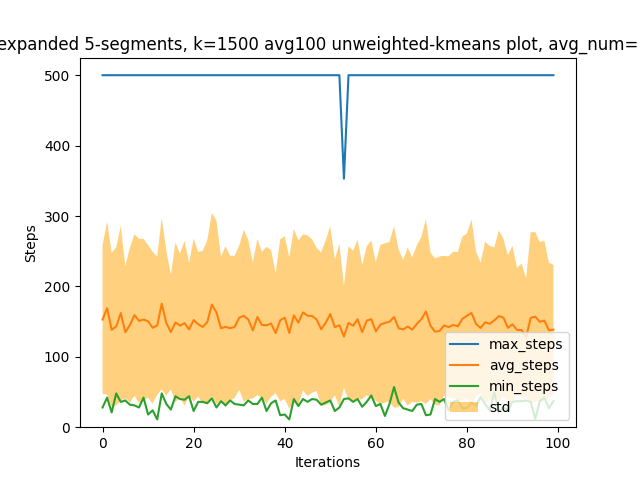 expanded 5-segments, k=1500 avg100 unweighted-kmeans plot, avg_num=
500
400
300
200
100
0
Steps
0 20 40 60 80 100
Iterations
max_steps
avg_steps
min_steps
std